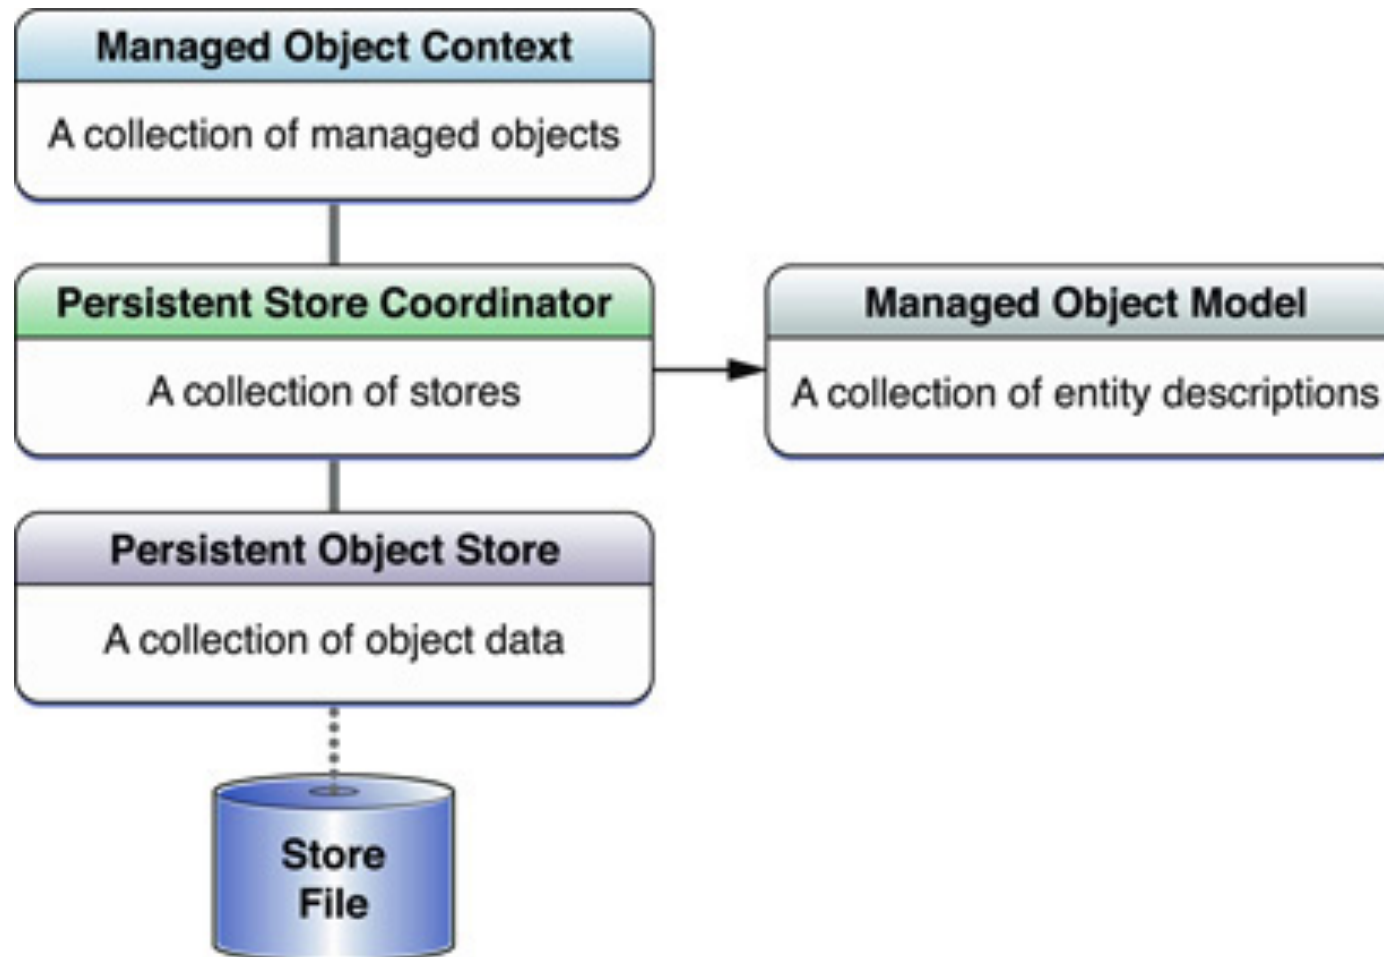 Managed Object Context
A collection of managed objects
Persistent Store Coordinator
A collection of stores
Managed Object Model
A collection of entity descriptions
Persistent Object Store
A collection of object data
Store
File